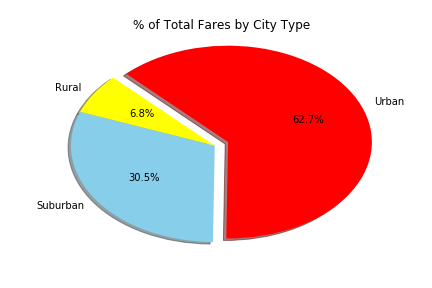 % of Total Fares by City Type
Rural
Urban
6.8%
62.7%
30.5%
Suburban